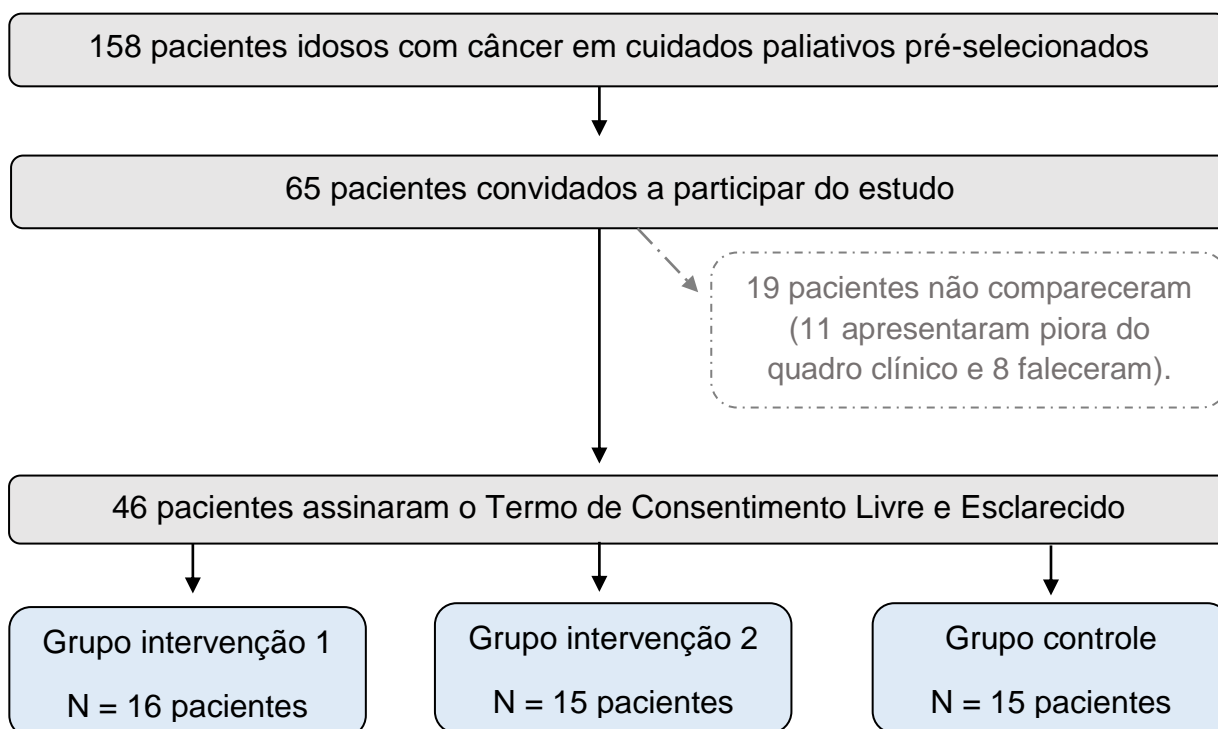 158 pacientes idosos com câncer em cuidados paliativos pré-selecionados
65 pacientes convidados a participar do estudo
19 pacientes não compareceram
(11 apresentaram piora do
quadro clínico e 8 faleceram).
46 pacientes assinaram o Termo de Consentimento Livre e Esclarecido
Grupo intervenção 1
N = 16 pacientes
Grupo intervenção 2
N = 15 pacientes
Grupo controle
N = 15 pacientes